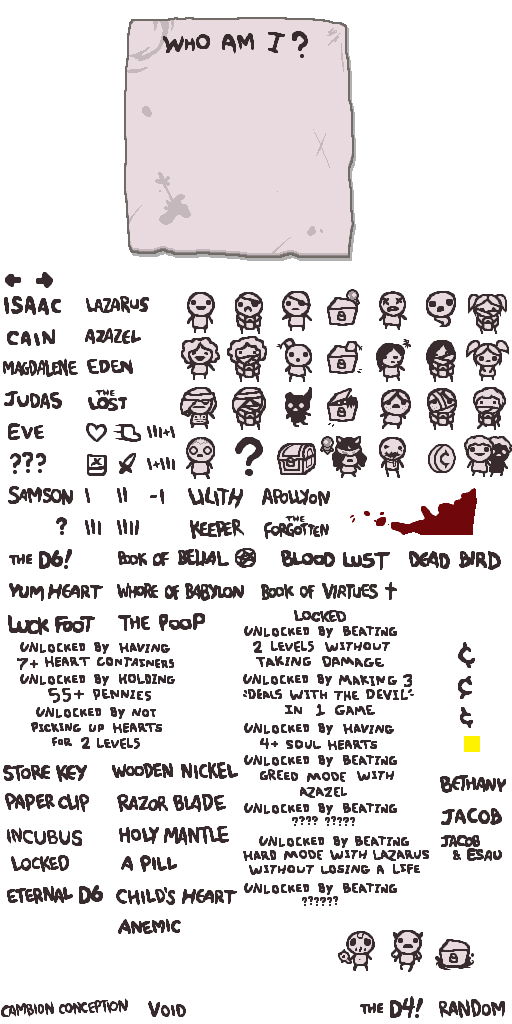 WHO AM I?
ISAAC LAZARUS
CAIN AZAZEL
MAGDALENE EDEN
JUDAS THE LOST
EVE III+I
??? I+III
SAMSON I II -I LILITH APOLLYON
? III IIII KEEPER THE FORGOTTEN
THE D6! BOOK OF BELIAL BLOOD LUST DEAD BIRD
YUM HEART WHORE OF BABYLON BOOK OF VIRTUES
LUCK FOOT THE POOP
UNLOCKED BY HAVING
7+ HEART CONTAINERS
UNLOCKED BY HOLDING
55+ PENNIES
UNLOCKED BY NOT
PICKING UP HEARTS
FOR 2 LEVELS
LOCKED
UNLOCKED BY BEATING
2 LEVELS WITHOUT
TAKING DAMAGE
UNLOCKED BY MAKING 3
"DEALS WITH THE DEVIL"
IN 1 GAME
UNLOCKED BY HAVING
4+ SOUL HEARTS
UNLOCKED BY BEATING
GREED MODE WITH
AZAZEL
UNLOCKED BY BEATING
???? ?????
UNLOCKED BY BEATING
HARD MODE WITH LAZARUS
WITHOUT LOSING A LIFE
UNLOCKED BY BEATING
??????
¢
¢
¢
STORE KEY WOODEN NICKEL
PAPER CLIP RAZOR BLADE
INCUBUS HOLY MANTLE
LOCKED A PILL
ETERNAL D6 CHILD'S HEART
ANEMIC
BETHANY
JACOB
JACOB
& ESAU
CAMBION CONCEPTION VOID THE D4! RANDOM